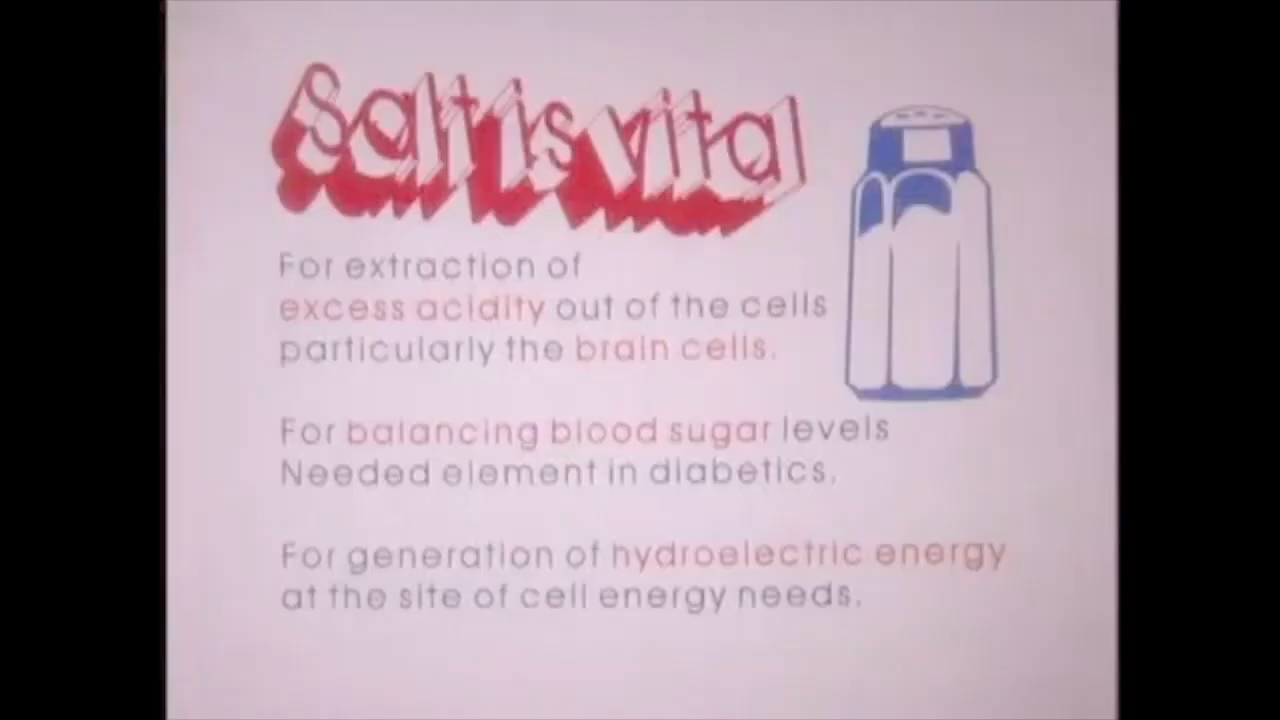 Salt is vital
For extraction of
excess acidity out of the cells
particularly the brain cells.
For balancing blood sugar levels
Needed element in diabetics.
For generation of hydroelectric energy
at the site of cell energy needs.